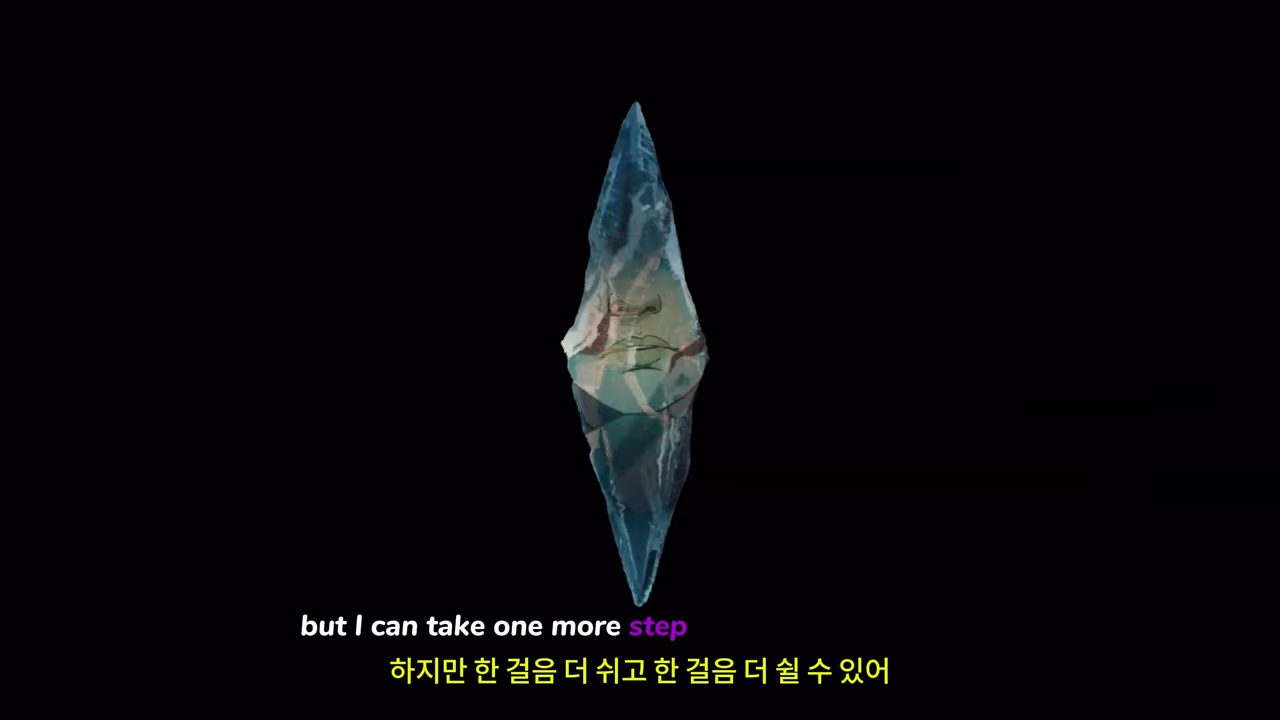 but I can take one more step
하지만 한 걸음 더 쉬고 한 걸음 더 쉴 수 있어